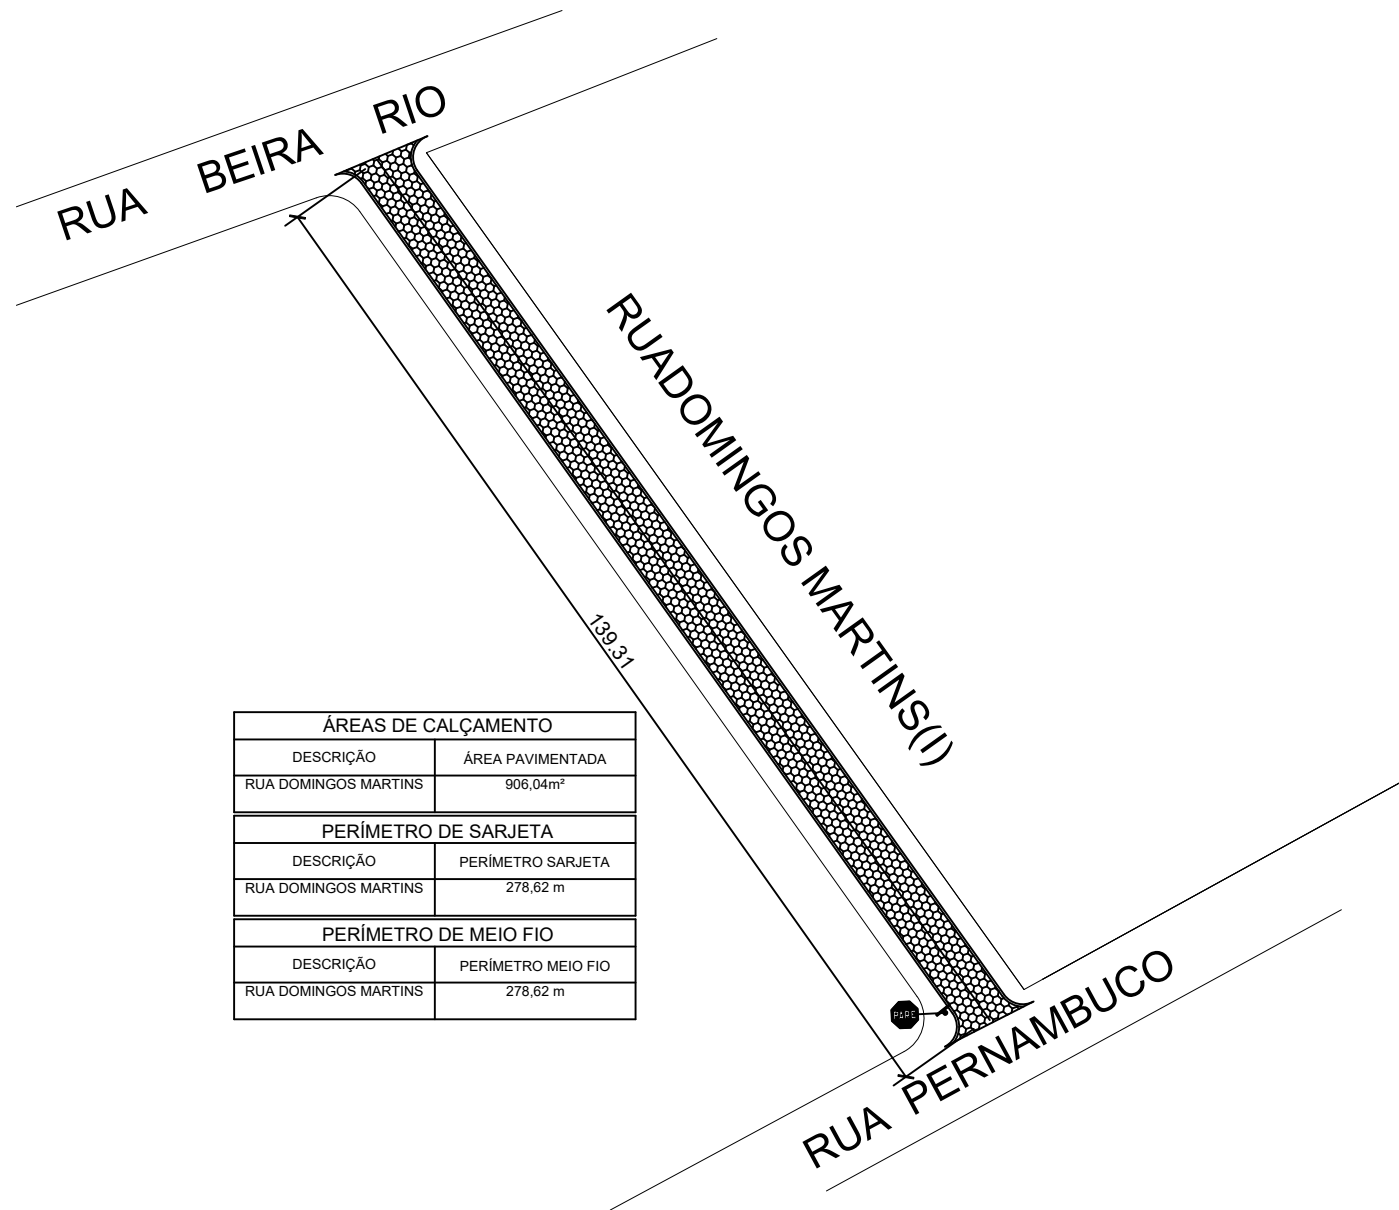 RUA BEIRA RIO
RUADOMINGOS MARTINS(I)
139.31
ÁREAS DE CALÇAMENTO
DESCRIÇÃO ÁREA PAVIMENTADA
RUA DOMINGOS MARTINS 906,04m²
PERÍMETRO DE SARJETA
DESCRIÇÃO PERÍMETRO SARJETA
RUA DOMINGOS MARTINS 278,62 m
PERÍMETRO DE MEIO FIO
DESCRIÇÃO PERÍMETRO MEIO FIO
RUA DOMINGOS MARTINS 278,62 m
PARE
RUA PERNAMBUCO